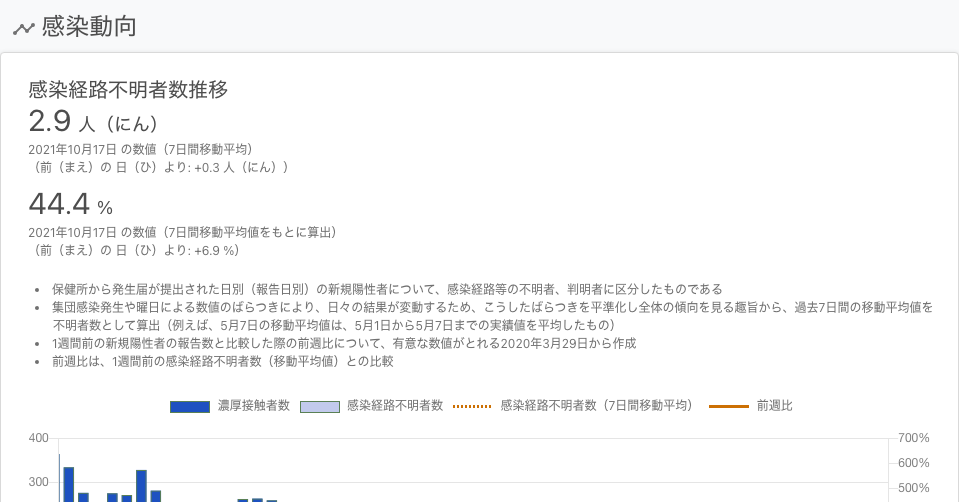 感染動向
感染経路不明者数推移
2.9 人（にん）
2021年10月17日 の数値（7日間移動平均）
（前（まえ）の 日（ひ）より: +0.3 人（にん））
44.4 %
2021年10月17日 の数値（7日間移動平均値をもとに算出）
（前（まえ）の 日（ひ）より: +6.9 %）
• 保健所から発生届が提出された日別（報告日別）の新規陽性者について、感染経路等の不明者、判明者に区分したものである
• 集団感染発生や曜日による数値のばらつきにより、日々の結果が変動するため、こうしたばらつきを平準化し全体の傾向を見る趣旨から、過去7日間の移動平均値を
不明者数として算出（例えば、5月7日の移動平均値は、5月1日から5月7日までの実績値を平均したもの）
• 1週間前の新規陽性者の報告数と比較した際の前週比について、有意な数値がとれる2020年3月29日から作成
• 前週比は、1週間前の感染経路不明者数（移動平均値）との比較
濃厚接触者数 感染経路不明者数 感染経路不明者数（7日間移動平均） 前週比
400 700%
600%
300 500%